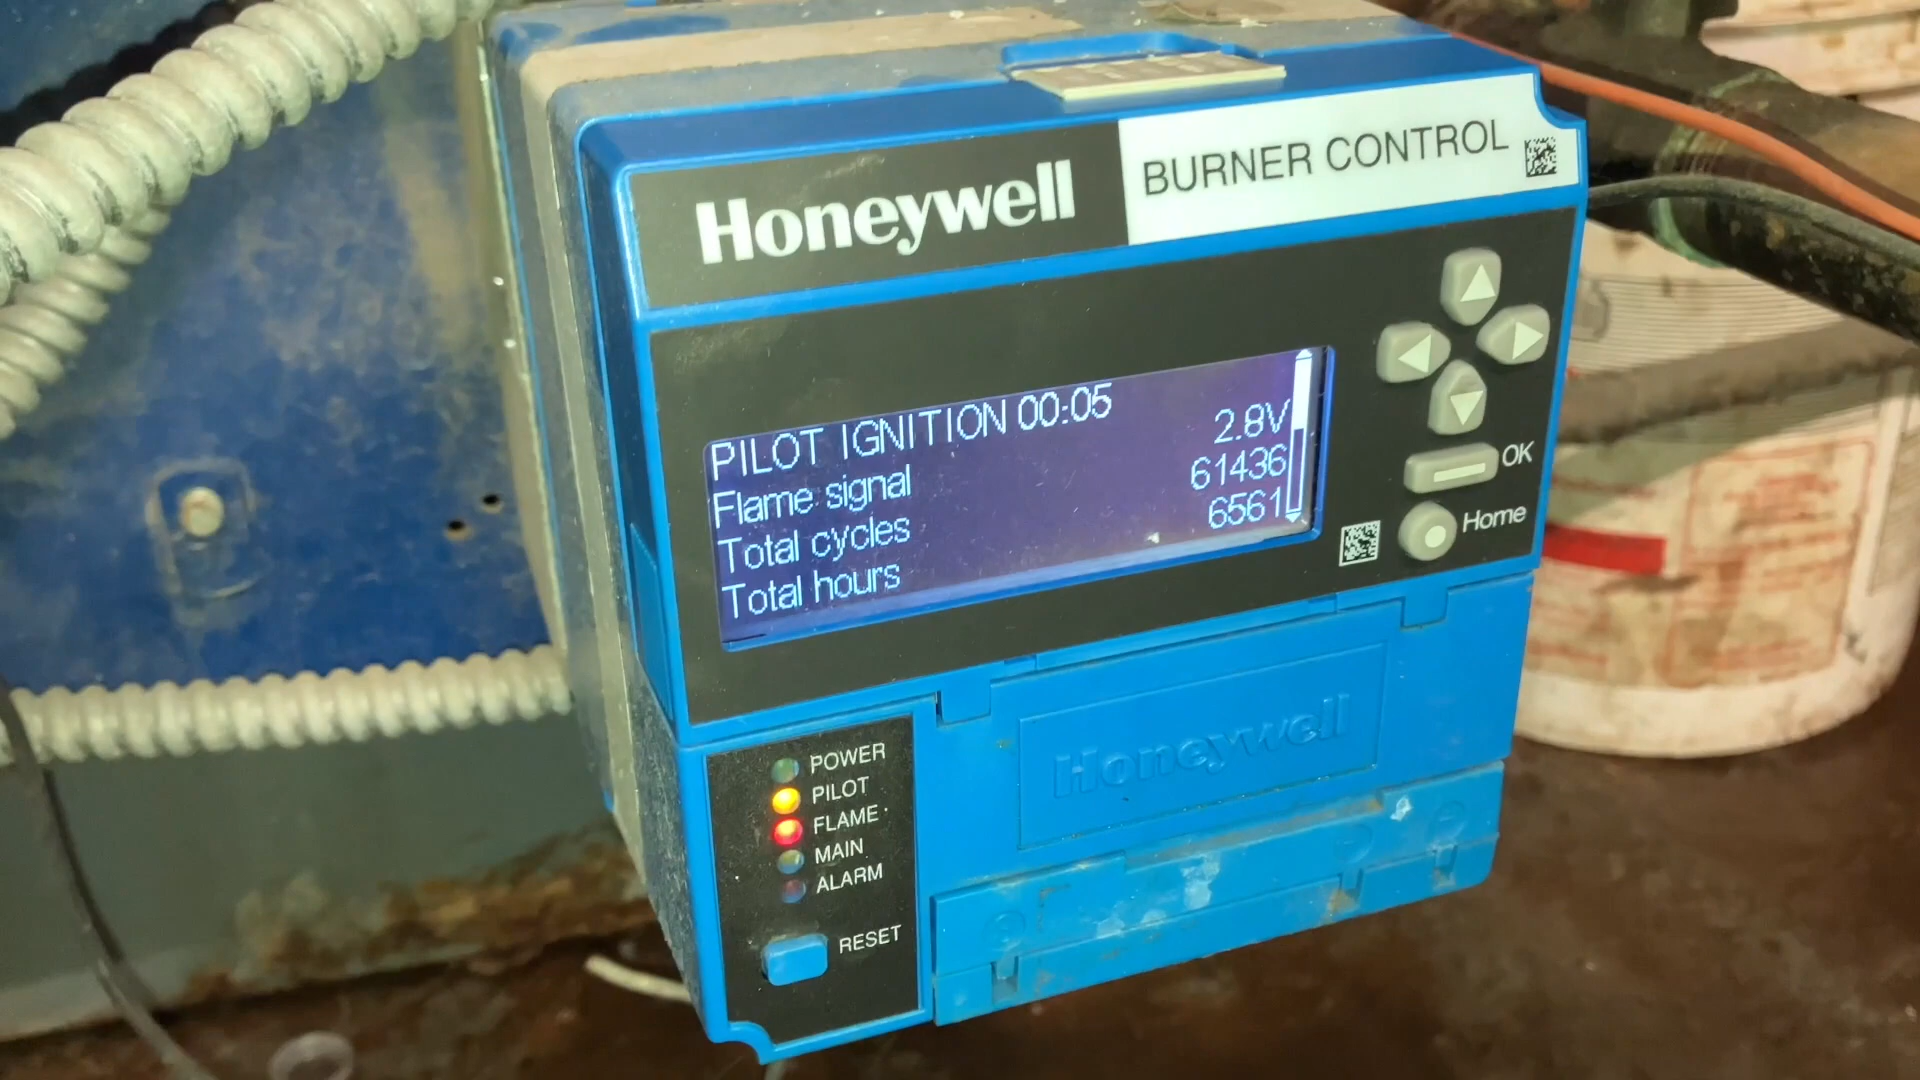 Honeywell
BURNER CONTROL
PILOT IGNITION 00:05
Flame signal 2.8V
Total cycles 61436
Total hours 6561
OK
Home
Honeywell
POWER
PILOT
FLAME
MAIN
ALARM
RESET